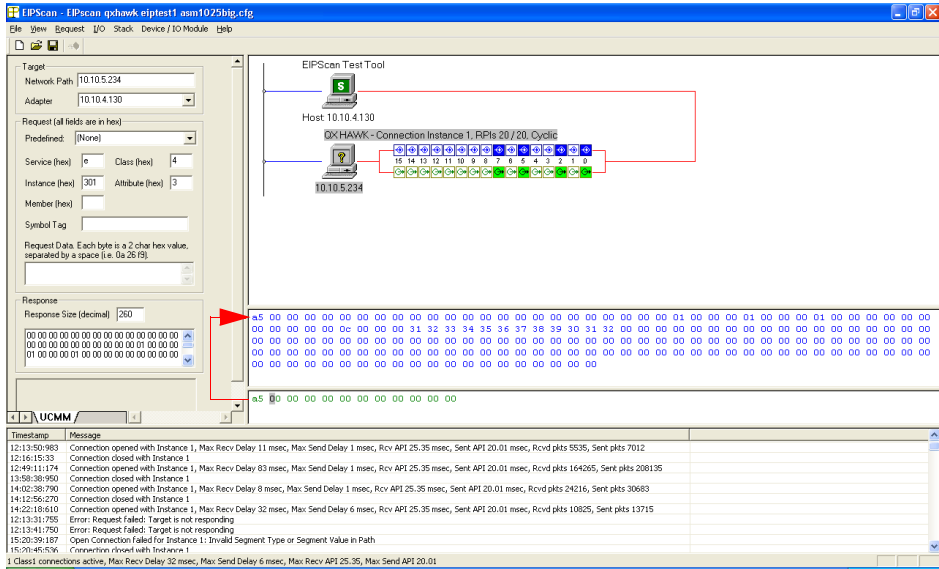 EIPScan - EIPscan qxhawk eiptest1 asm1025big.cfg
File View Request I/O Stack Device / IO Module Help
Target
Network Path 10.10.5.234
Adapter 10.10.4.130
Request (all fields are in hex)
Predefined: (None)
Service (hex) e Class (hex) 4
Instance (hex) 301 Attribute (hex) 3
Member (hex)
Symbol Tag
Request Data. Each byte is a 2 char hex value,
separated by a space (i.e. 0a 26 f9).
Response
Response Size (decimal) 260
00 00 00 00 00 00 00 00 00 00 00 00 00 00
00 00 00 00 00 00 00 00 00 00 01 00 00 00
01 00 00 00 01 00 00 00 00 00 00 00 00 00
UCMM
EIPScan Test Tool
S
Host: 10.10.4.130
QX HAWK - Connection Instance 1, RPIs 20 / 20, Cyclic
?
15 14 13 12 11 10 9 8 7 6 5 4 3 2 1 0
10.10.5.234
a5 00 00 00 00 00 00 00 00 00 00 00 00 00 00 00 00 00 00 00 00 00 00 00 01 00 00 00 01 00 00 00 01 00 00 00 00 00 00
00 00 00 00 00 0c 00 00 00 31 32 33 34 35 36 37 38 39 30 31 32 00 00 00 00 00 00 00 00 00 00 00 00 00 00 00 00 00 00
00 00 00 00 00 00 00 00 00 00 00 00 00 00 00 00 00 00 00 00 00 00 00 00 00 00 00 00 00 00 00 00 00 00 00 00 00 00 00
00 00 00 00 00 00 00 00 00 00 00 00 00 00 00 00 00 00 00 00 00 00 00 00 00 00 00 00 00 00 00 00 00 00 00 00 00 00 00
00 00 00 00 00 00 00 00 00 00 00 00 00 00 00 00 00 00 00 00
a5 00 00 00 00 00 00 00 00 00 00 00
Timestamp Message
12:13:50:983 Connection opened with Instance 1, Max Recv Delay 11 msec, Max Send Delay 1 msec, Rcv API 25.35 msec, Sent API 20.01 msec, Rcvd pkts 5535, Sent pkts 7012
12:16:15:33 Connection closed with Instance 1
12:49:11:174 Connection opened with Instance 1, Max Recv Delay 83 msec, Max Send Delay 1 msec, Rcv API 25.35 msec, Sent API 20.01 msec, Rcvd pkts 164265, Sent pkts 208135
13:58:38:950 Connection closed with Instance 1
14:02:38:790 Connection opened with Instance 1, Max Recv Delay 8 msec, Max Send Delay 1 msec, Rcv API 25.35 msec, Sent API 20.01 msec, Rcvd pkts 24216, Sent pkts 30683
14:12:56:270 Connection closed with Instance 1
14:22:18:610 Connection opened with Instance 1, Max Recv Delay 32 msec, Max Send Delay 6 msec, Rcv API 25.35 msec, Sent API 20.01 msec, Rcvd pkts 10825, Sent pkts 13715
12:13:31:755 Error: Request failed: Target is not responding
12:13:41:750 Error: Request failed: Target is not responding
15:20:39:187 Open Connection failed for Instance 1: Invalid Segment Type or Segment Value in Path
15:20:45:536 Connection closed with Instance 1
1 Class1 connections active, Max Recv Delay 32 msec, Max Send Delay 6 msec, Max Recv API 25.35, Max Send API 20.01